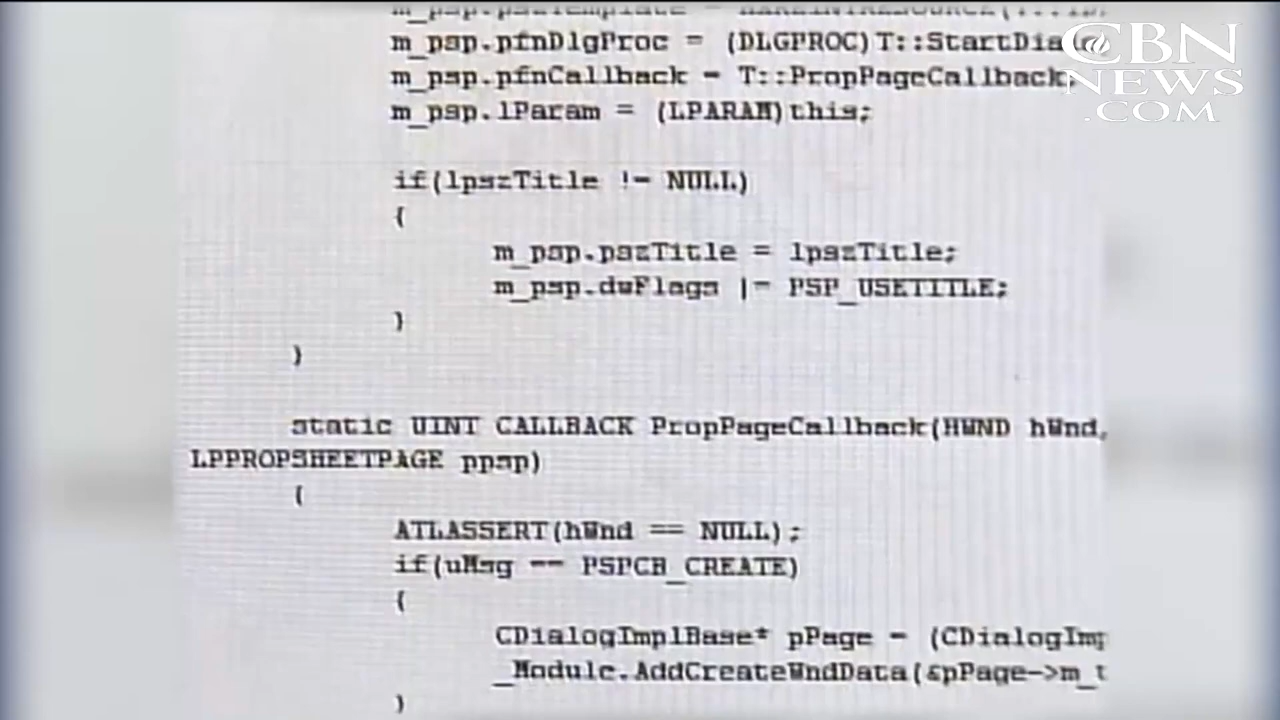 m_psp.pfnDlgProc = (DLGPROC)T::StartDialo
m_psp.pfnCallback = T::PropPageCallback;
m_psp.lParam = (LPARAM)this;
if(lpszTitle != NULL)
{
m_psp.pszTitle = lpszTitle;
m_psp.dwFlags |= PSP_USETITLE;
}
}
static UINT CALLBACK PropPageCallback(HWND hWnd,
LPPROPSHEETPAGE ppsp)
{
ATLASSERT(hWnd == NULL);
if(uMsg == PSPCB_CREATE)
{
CDialogImplBase* pPage = (CDialogImp
_Module.AddCreateWndData(&pPage->m_t
}
CBN
NEWS
.COM